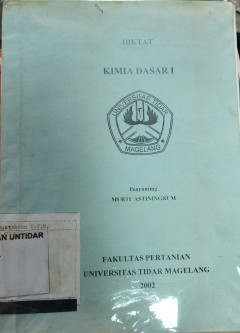 DIKTAT
KIMIA DASAR I
UNIVERSITAS TIDAR
MAGELANG
Penyunting
MURTI ASTININGRUM
AN UNTIDAR
FAKULTAS PERTANIAN
UNIVERSITAS TIDAR MAGELANG
2002